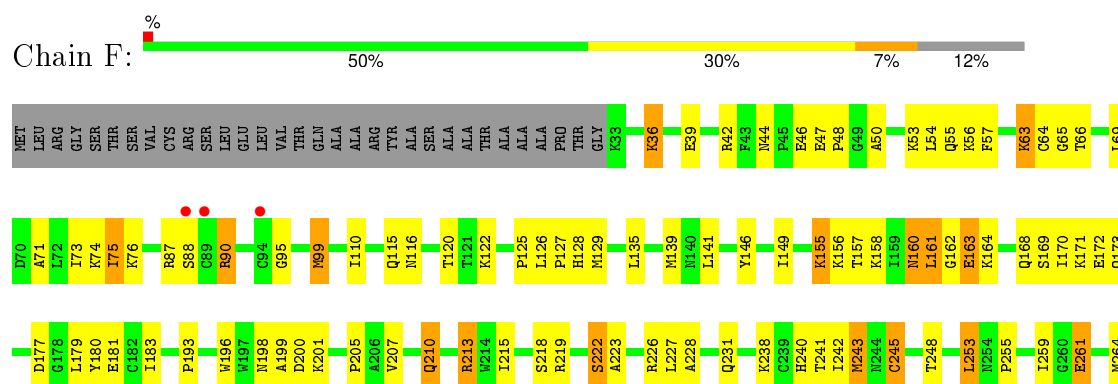 %
Chain F:
50% 30% 7% 12%
MET LEU ARG GLY SER THR SER VAL CYS ARG SER LEU GLU LEU VAL THR GLN ALA ALA ARG TYR ALA SER ALA ALA THR ALA ALA ALA PRO THR GLY K33 K36 E39 R42 F43 N44 P45 E46 E47 P48 G49 A50 K53 L54 Q55 K56 F57 K63 C64 G65 T66 L69
D70 A71 L72 I73 K74 I75 K76 R87 S88 C89 R90 C94 G95 M99 I110 Q115 N116 T120 T121 K122 P125 L126 P127 H128 M129 L135 M139 N140 L141 Y146 I149 K155 K156 T157 K158 I159 N160 L161 G162 E163 K164 Q168 S169 I170 K171 E172
D177 G178 L179 Y180 E181 C182 I183 P193 W196 W197 N198 A199 D200 K201 P205 A206 V207 Q210 R213 W214 I215 S218 R219 S222 A223 R226 L227 A228 Q231 K238 C239 H240 T241 I242 M243 N244 C245 T248 L253 N254 P255 I259 G260 E261